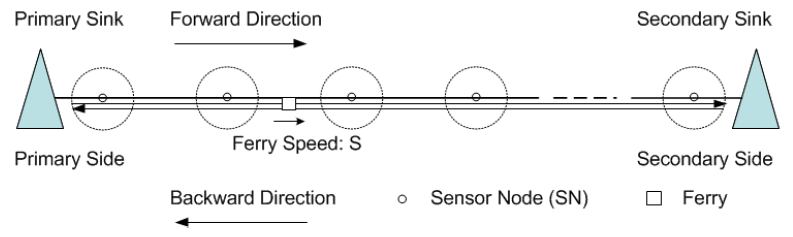 Primary Sink
Forward Direction
Secondary Sink
Ferry Speed: S
Primary Side
Secondary Side
Backward Direction
Sensor Node (SN)
Ferry